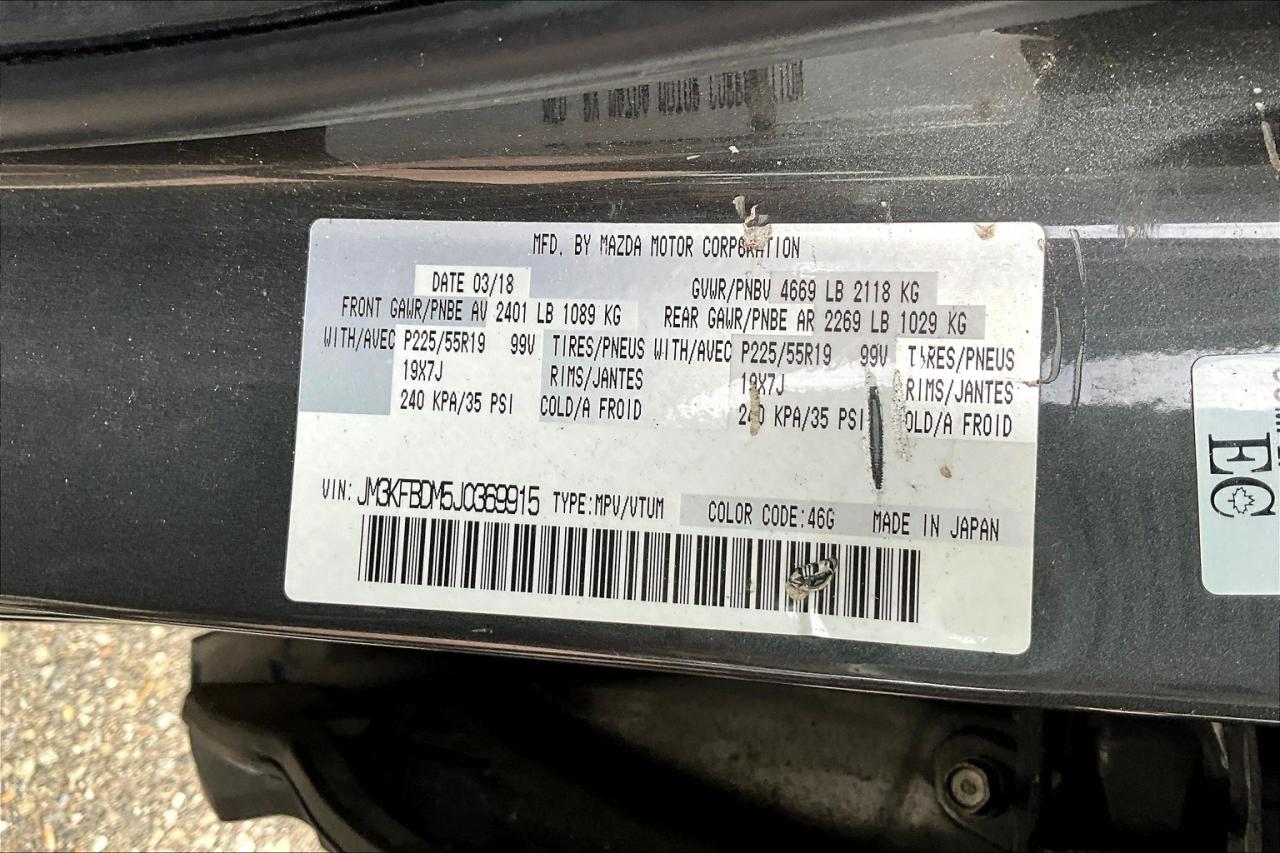 MFD. BY MAZDA MOTOR CORPORATION
DATE 03/18 GVWR/PNBV 4669 LB 2118 KG
FRONT GAWR/PNBE AV 2401 LB 1089 KG REAR GAWR/PNBE AR 2269 LB 1029 KG
WITH/AVEC P225/55R19 99V TIRES/PNEUS WITH/AVEC P225/55R19 99V TIRES/PNEUS
19X7J RIMS/JANTES 19X7J RIMS/JANTES
240 KPA/35 PSI COLD/A FROID 240 KPA/35 PSI OLD/A FROID
VIN: JM3KFBDM5J0369915 TYPE:MPV/VTUM COLOR CODE:46G MADE IN JAPAN
EC